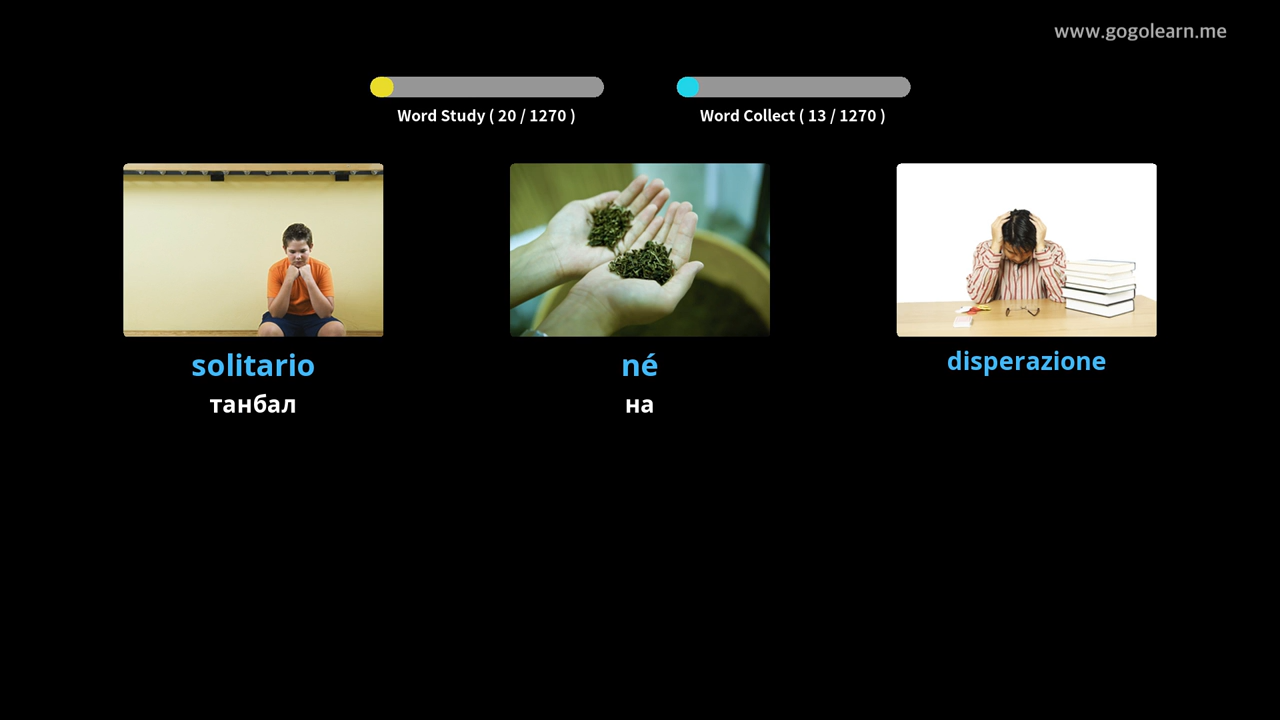 www.gogolearn.me
Word Study ( 20 / 1270 )
Word Collect ( 13 / 1270 )
solitario
né
disperazione
танбал
на